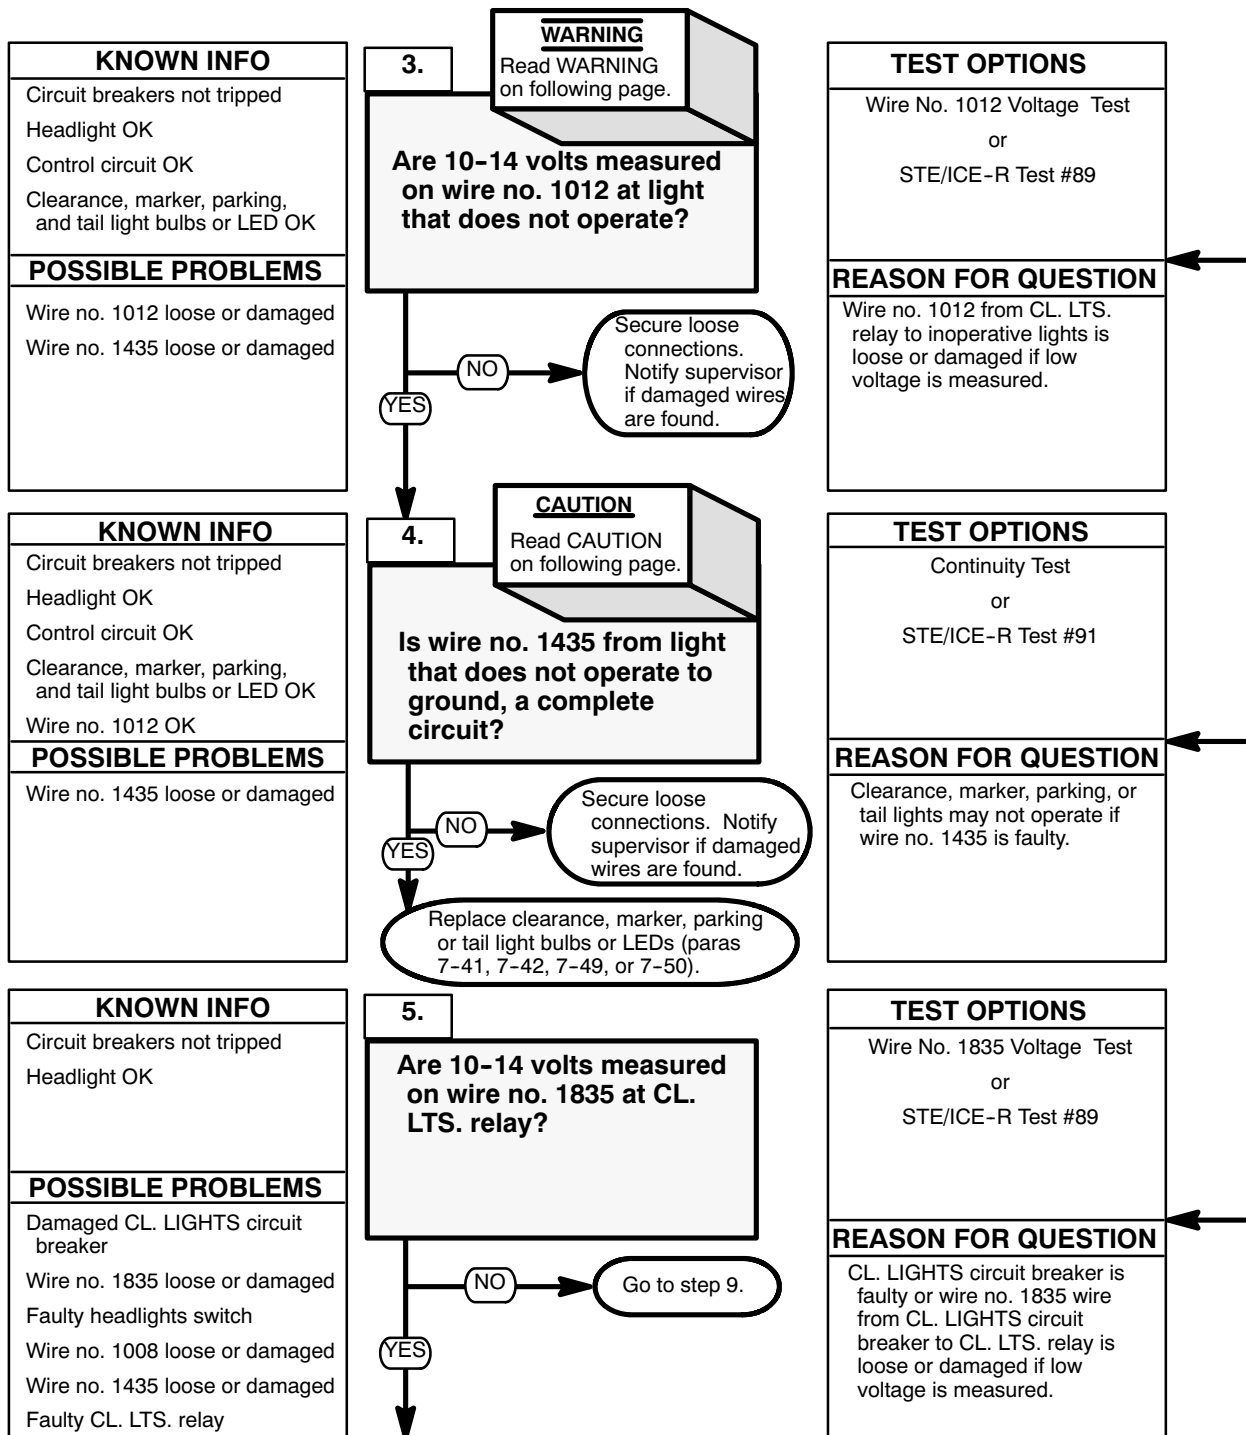 KNOWN INFO
Circuit breakers not tripped
Headlight OK
Control circuit OK
Clearance, marker, parking,
and tail light bulbs or LED OK
POSSIBLE PROBLEMS
Wire no. 1012 loose or damaged
Wire no. 1435 loose or damaged
3.
WARNING
Read WARNING
on following page.
Are 10-14 volts measured
on wire no. 1012 at light
that does not operate?
NO
Secure loose
connections.
Notify supervisor
if damaged wires
are found.
YES
TEST OPTIONS
Wire No. 1012 Voltage Test
or
STE/ICE-R Test #89
REASON FOR QUESTION
Wire no. 1012 from CL. LTS.
relay to inoperative lights is
loose or damaged if low
voltage is measured.
KNOWN INFO
Circuit breakers not tripped
Headlight OK
Control circuit OK
Clearance, marker, parking,
and tail light bulbs or LED OK
Wire no. 1012 OK
POSSIBLE PROBLEMS
Wire no. 1435 loose or damaged
4.
CAUTION
Read CAUTION
on following page.
Is wire no. 1435 from light
that does not operate to
ground, a complete
circuit?
NO
Secure loose
connections. Notify
supervisor if damaged
wires are found.
YES
Replace clearance, marker, parking
or tail light bulbs or LEDs (paras
7-41, 7-42, 7-49, or 7-50).
TEST OPTIONS
Continuity Test
or
STE/ICE-R Test #91
REASON FOR QUESTION
Clearance, marker, parking, or
tail lights may not operate if
wire no. 1435 is faulty.
KNOWN INFO
Circuit breakers not tripped
Headlight OK
POSSIBLE PROBLEMS
Damaged CL. LIGHTS circuit
breaker
Wire no. 1835 loose or damaged
Faulty headlights switch
Wire no. 1008 loose or damaged
Wire no. 1435 loose or damaged
Faulty CL. LTS. relay
5.
Are 10-14 volts measured
on wire no. 1835 at CL.
LTS. relay?
NO
Go to step 9.
YES
TEST OPTIONS
Wire No. 1835 Voltage Test
or
STE/ICE-R Test #89
REASON FOR QUESTION
CL. LIGHTS circuit breaker is
faulty or wire no. 1835 wire
from CL. LIGHTS circuit
breaker to CL. LTS. relay is
loose or damaged if low
voltage is measured.